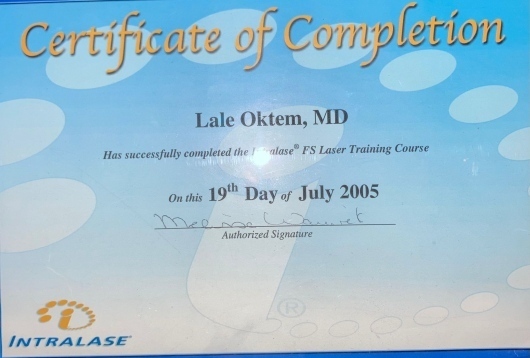 Certificate of Completion
Lale Oktem, MD
Has successfully completed the Intralase® FS Laser Training Course
On this 19th Day of July 2005
Authorized Signature
®
INTRALASE®